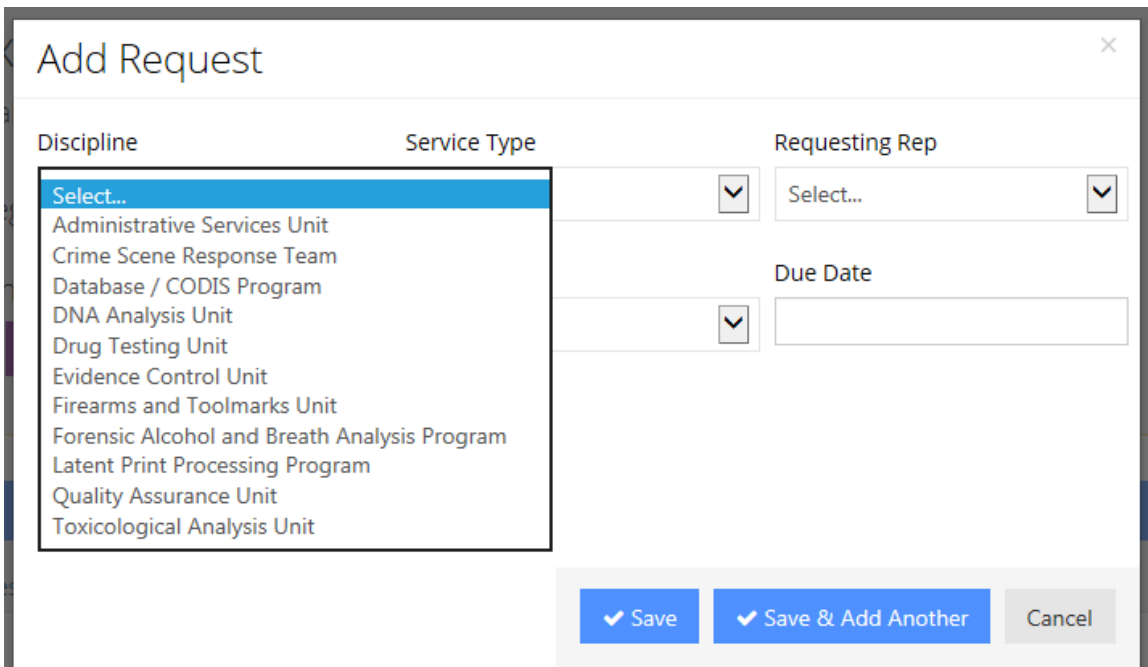 Add Request
Discipline
Service Type
Requesting Rep
Select...
Select...
Administrative Services Unit
Crime Scene Response Team
Database / CODIS Program
DNA Analysis Unit
Drug Testing Unit
Evidence Control Unit
Firearms and Toolmarks Unit
Forensic Alcohol and Breath Analysis Program
Latent Print Processing Program
Quality Assurance Unit
Toxicological Analysis Unit
Due Date
Save
Save & Add Another
Cancel